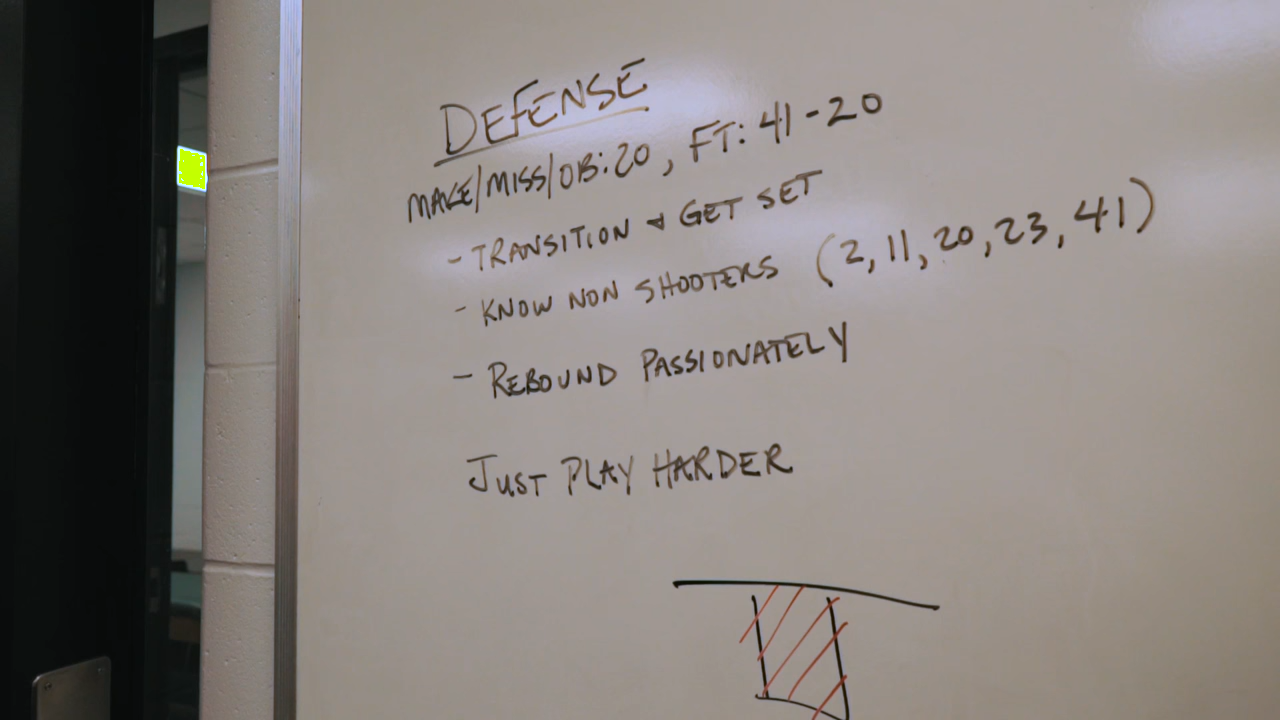 DEFENSE
MAKE/MISS/OB: 20, FT: 41-20
- TRANSITION & GET SET
- KNOW NON SHOOTERS (2, 11, 20, 23, 41)
- REBOUND PASSIONATELY
JUST PLAY HARDER